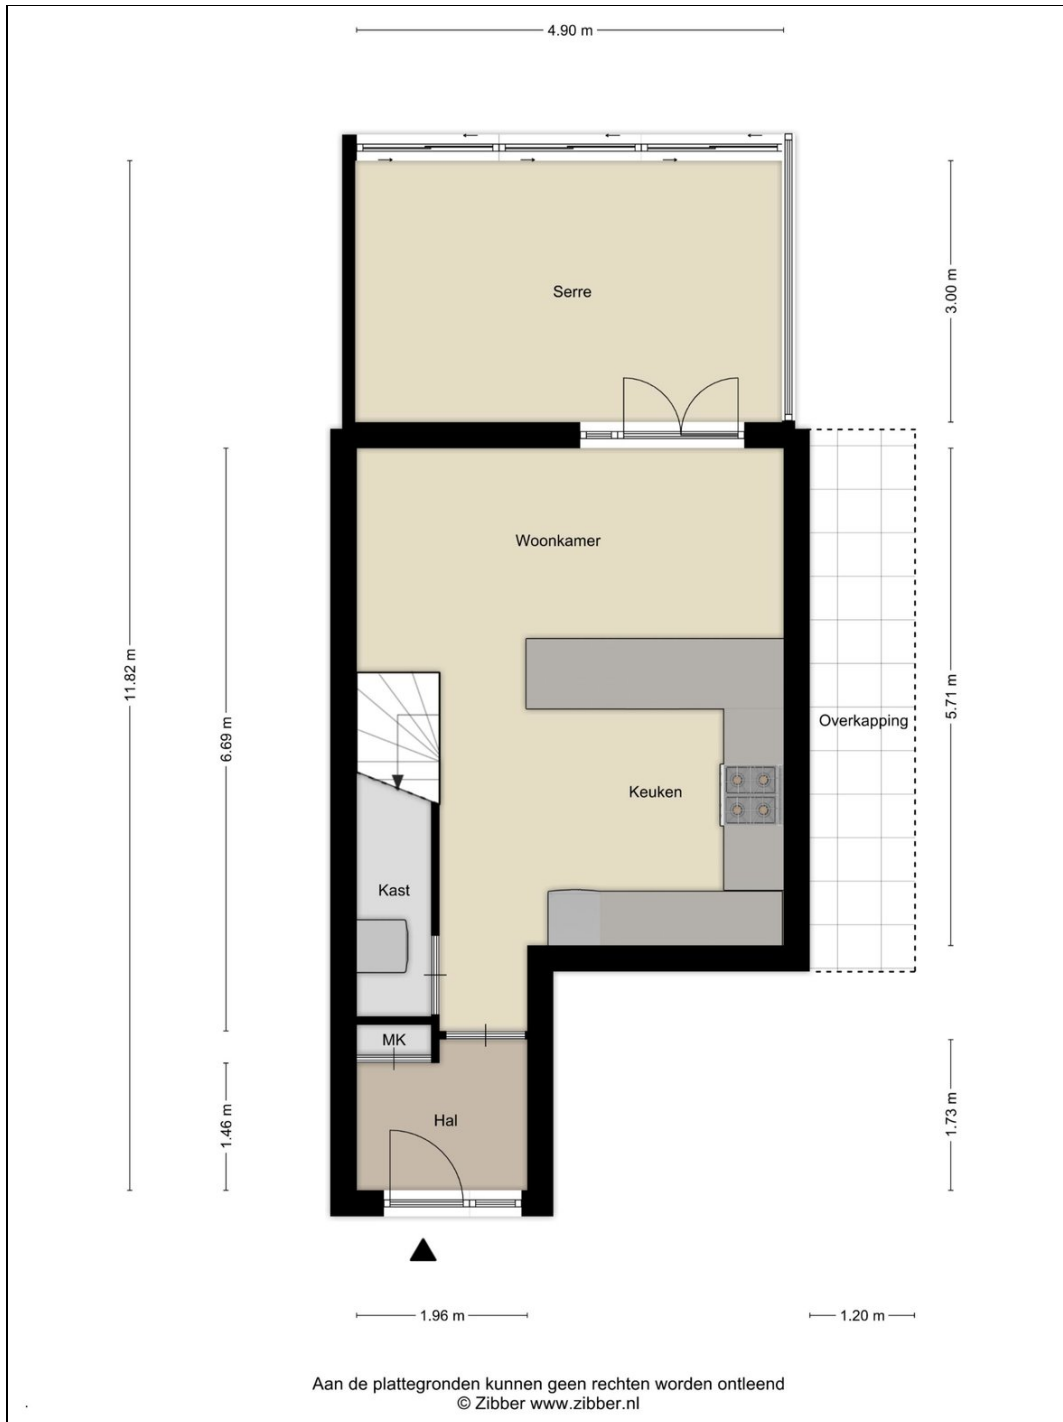 4.90 m
Serre
3.00 m
Woonkamer
11.82 m
6.69 m
5.71 m
Overkapping
Keuken
Kast
MK
Hal
1.46 m
1.73 m
1.96 m
1.20 m
Aan de plattegronden kunnen geen rechten worden ontleend
© Zibber www.zibber.nl